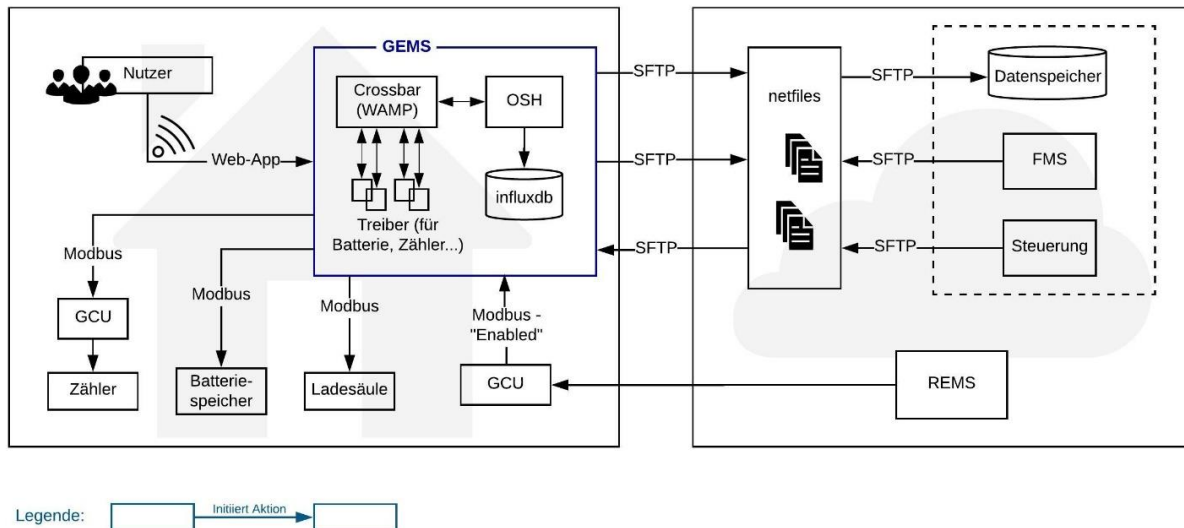 GEMS
Nutzer
Web-App
Crossbar
(WAMP)
OSH
influxdb
Treiber (für
Batterie, Zähler...)
Modbus
GCU
Zähler
Modbus
Batterie-
speicher
Modbus
Ladesäule
Modbus -
"Enabled"
GCU
SFTP
SFTP
SFTP
netfiles
SFTP
Datenspeicher
SFTP
FMS
SFTP
Steuerung
REMS
Legende:
Initiiert Aktion